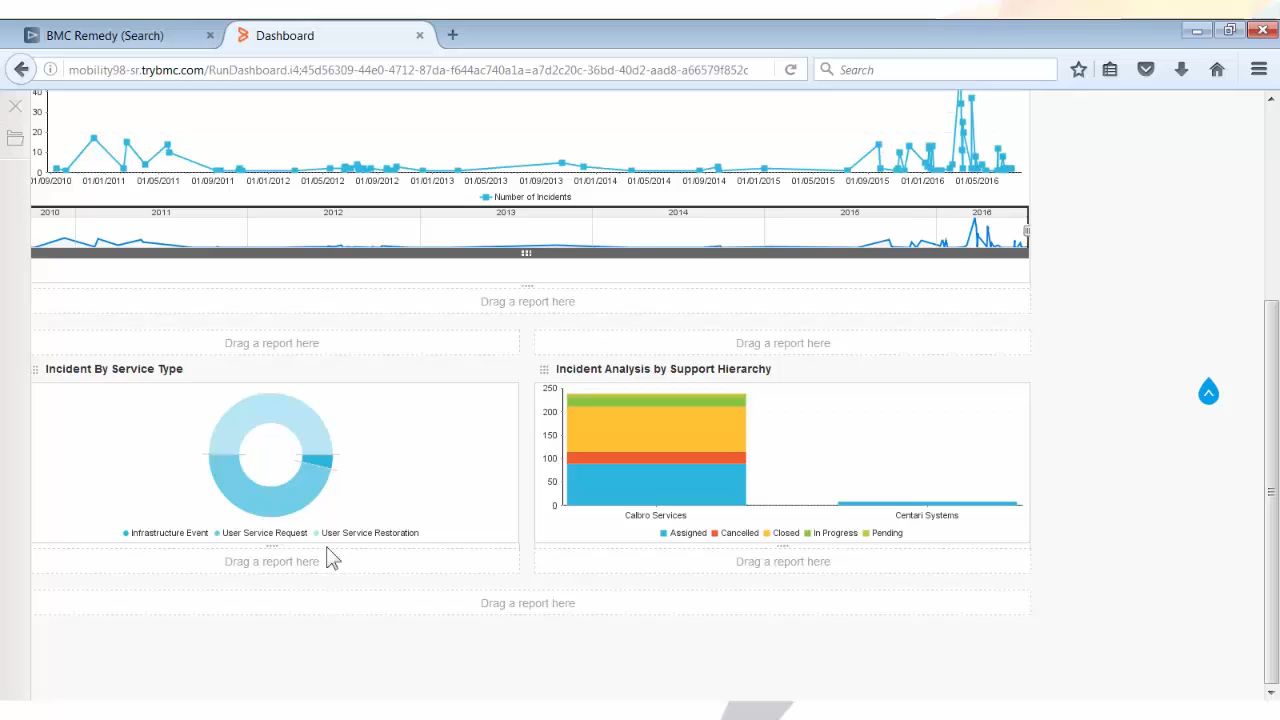 BMC Remedy (Search)
Dashboard
mobility98-sr.trybmc.com/RunDashboard.i4;45d56309-44e0-4712-87da-f644ac740a1a=a7d2c20c-36bd-40d2-aad8-a66579f852c
Search
40
30
20
10
0
01/09/2010 01/01/2011 01/05/2011 01/09/2011 01/01/2012 01/05/2012 01/09/2012 01/01/2013 01/05/2013 01/09/2013 01/01/2014 01/05/2014 01/09/2014 01/01/2015 01/05/2015 01/09/2015 01/01/2016 01/05/2016
Number of Incidents
2010 2011 2012 2013 2014 2015 2016
Drag a report here
Drag a report here
Drag a report here
Incident By Service Type
Infrastructure Event User Service Request User Service Restoration
Drag a report here
Incident Analysis by Support Hierarchy
250
200
150
100
50
0
Calbro Services Centari Systems
Assigned Cancelled Closed In Progress Pending
Drag a report here
Drag a report here